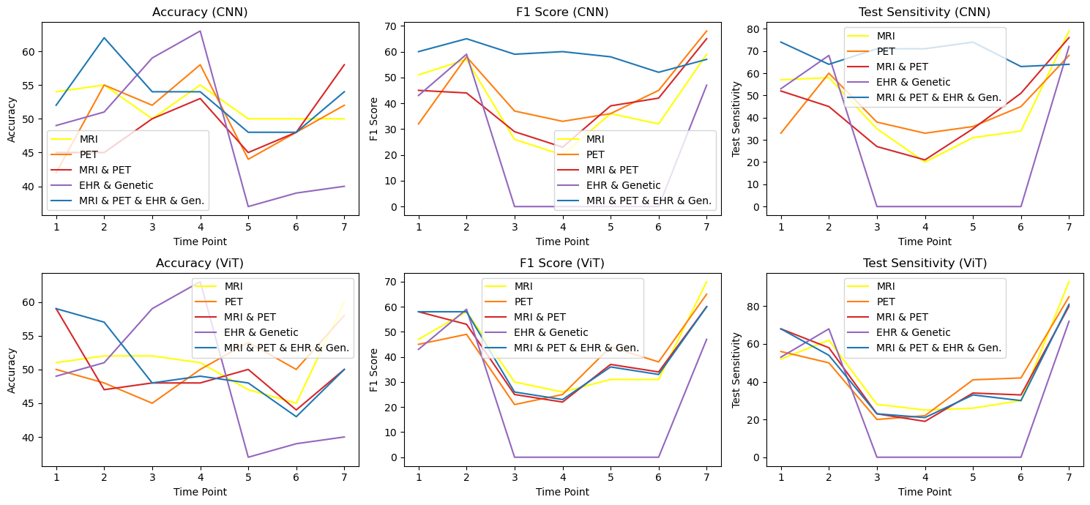 Accuracy (CNN)
60
55
50
45
40
Accuracy
MRI
PET
MRI & PET
EHR & Genetic
MRI & PET & EHR & Gen.
1 2 3 4 5 6 7
Time Point
F1 Score (CNN)
70
60
50
40
30
20
10
0
F1 Score
MRI
PET
MRI & PET
EHR & Genetic
MRI & PET & EHR & Gen.
1 2 3 4 5 6 7
Time Point
Test Sensitivity (CNN)
80
70
60
50
40
30
20
10
0
Test Sensitivity
MRI
PET
MRI & PET
EHR & Genetic
MRI & PET & EHR & Gen.
1 2 3 4 5 6 7
Time Point
Accuracy (ViT)
60
55
50
45
40
Accuracy
MRI
PET
MRI & PET
EHR & Genetic
MRI & PET & EHR & Gen.
1 2 3 4 5 6 7
Time Point
F1 Score (ViT)
70
60
50
40
30
20
10
0
F1 Score
MRI
PET
MRI & PET
EHR & Genetic
MRI & PET & EHR & Gen.
1 2 3 4 5 6 7
Time Point
Test Sensitivity (ViT)
80
60
40
20
0
Test Sensitivity
MRI
PET
MRI & PET
EHR & Genetic
MRI & PET & EHR & Gen.
1 2 3 4 5 6 7
Time Point